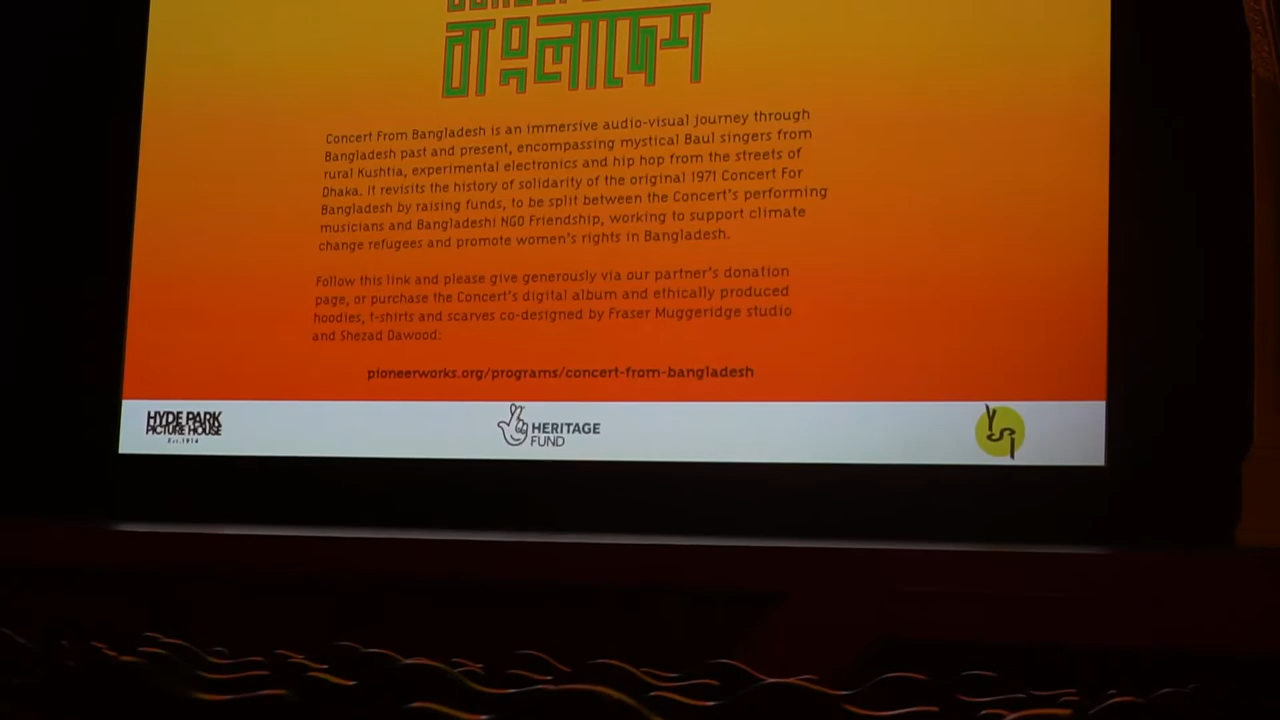 বাংলাদেশ
Concert From Bangladesh is an immersive audio-visual journey through
Bangladesh past and present, encompassing mystical Baul singers from
rural Kushtia, experimental electronics and hip hop from the streets of
Dhaka. It revisits the history of solidarity of the original 1971 Concert For
Bangladesh by raising funds, to be split between the Concert's performing
musicians and Bangladeshi NGO Friendship, working to support climate
change refugees and promote women's rights in Bangladesh.
Follow this link and please give generously via our partner's donation
page, or purchase the Concert's digital album and ethically produced
hoodies, t-shirts and scarves co-designed by Fraser Muggeridge studio
and Shezad Dawood:
pioneerworks.org/programs/concert-from-bangladesh
HYDE PARK
PICTURE HOUSE
Est. 1914
HERITAGE
FUND